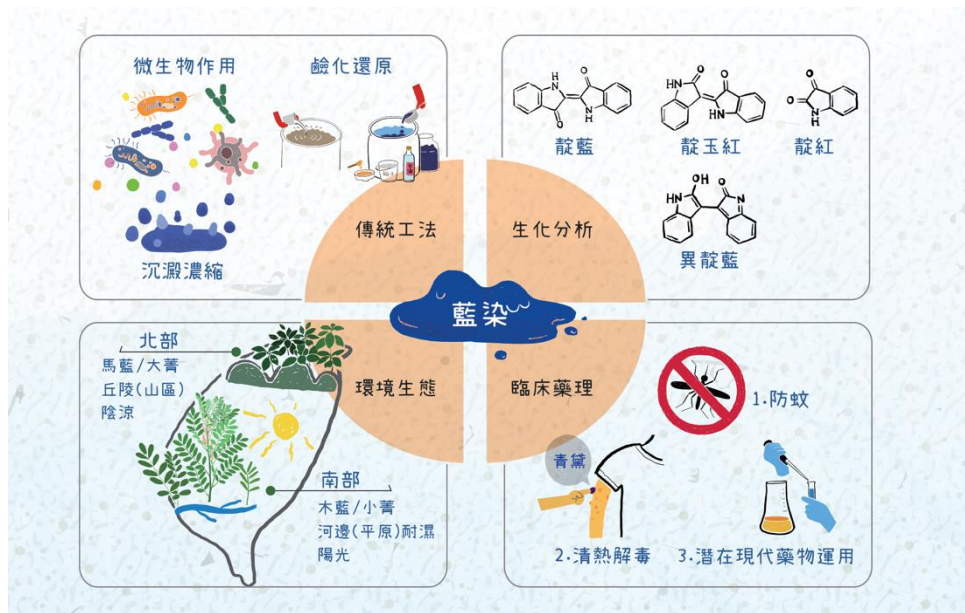 微生物作用
鹼化還原
沉澱濃縮
傳統工法
靛藍
靛玉紅
靛紅
異靛藍
生化分析
藍染
北部
馬藍/大菁
丘陵(山區)
陰涼
環境生態
南部
木藍/小菁
河邊(平原)耐濕
陽光
臨床藥理
1.防蚊
青黛
2.清熱解毒
3.潛在現代藥物運用
H
N
O
O
N
H
HN
O
O
NH
O
O
N
H
OH
O
HN
N